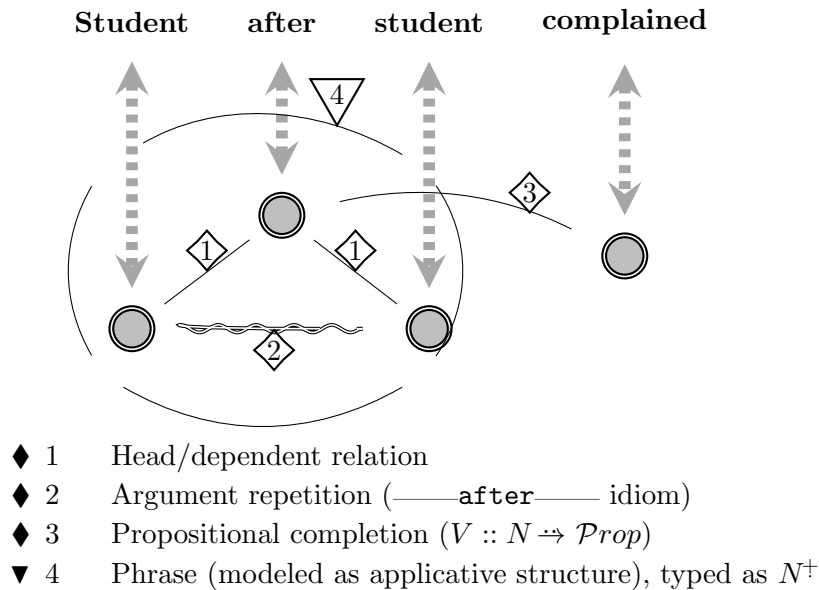 Student after student complained
4
3
1 1
2
♦ 1 Head/dependent relation
♦ 2 Argument repetition (——after—— idiom)
♦ 3 Propositional completion (V :: N ⤳ 𝒫rop)
▼ 4 Phrase (modeled as applicative structure), typed as N⁺